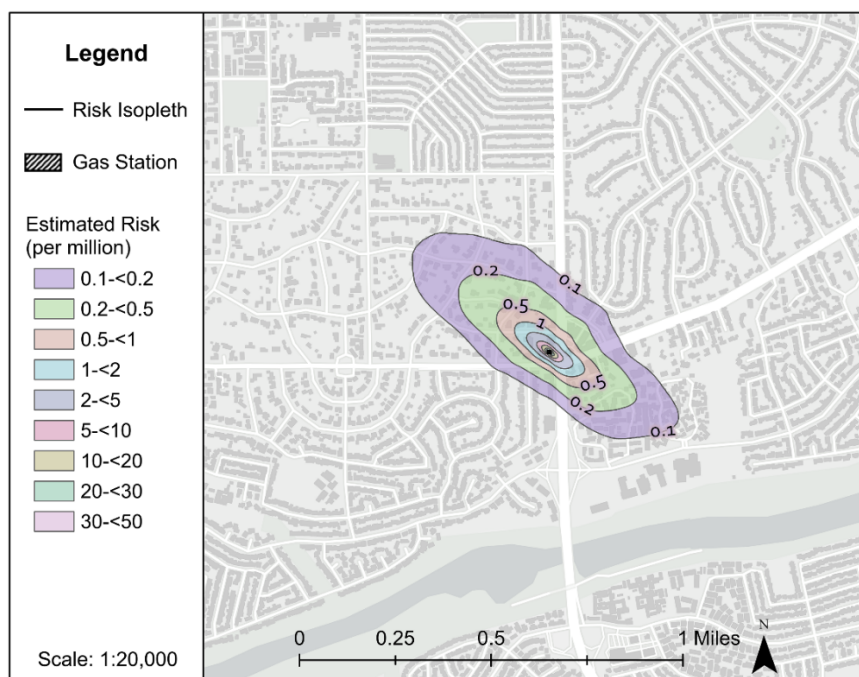 Legend
Risk Isopleth
Gas Station
Estimated Risk
(per million)
0.1-<0.2
0.2-<0.5
0.5-<1
1-<2
2-<5
5-<10
10-<20
20-<30
30-<50
Scale: 1:20,000
0.2
0.1
0.5
1
0.5
0.2
0.1
0 0.25 0.5 1 Miles
N